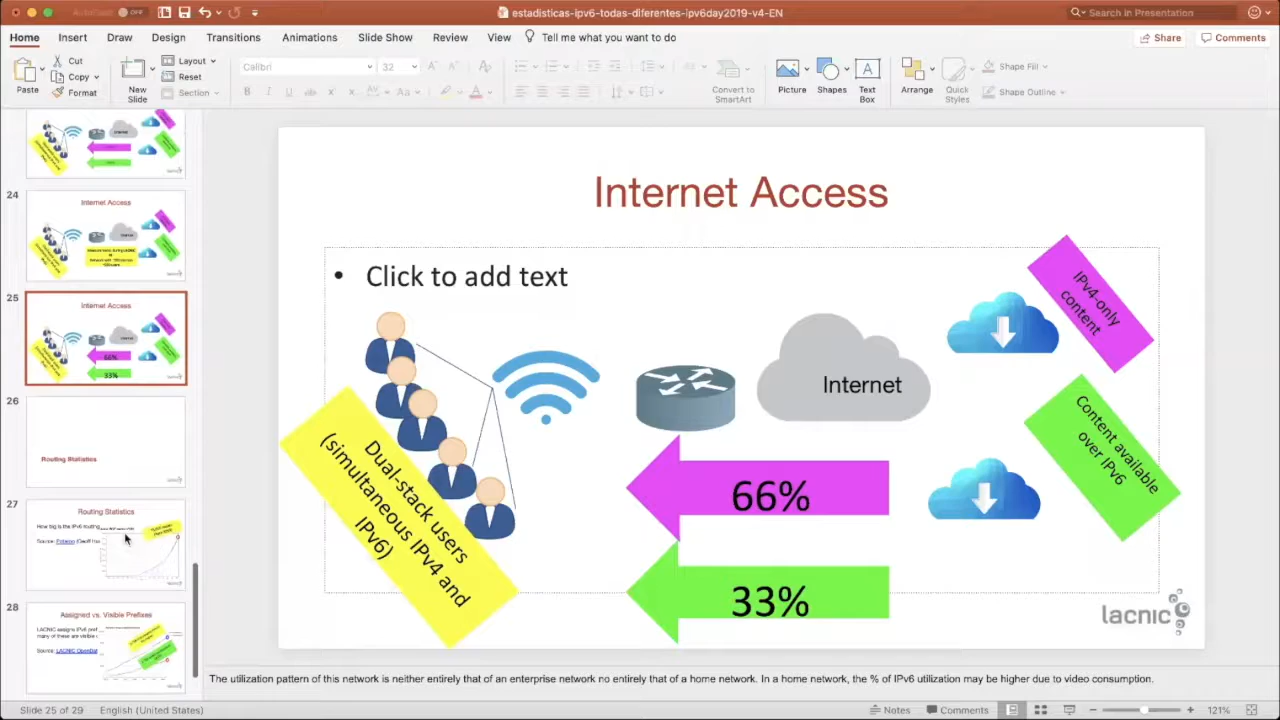 AutoSave OFF
estadisticas-ipv6-todas-diferentes-ipv6day2019-v4-EN
Search in Presentation
Home Insert Draw Design Transitions Animations Slide Show Review View Tell me what you want to do
Share Comments
Paste
Cut
Copy
Format
New Slide
Layout
Reset
Section
Calibri 32
Convert to SmartArt
Picture
Shapes
Text Box
Arrange
Quick Styles
Shape Fill
Shape Outline
24
Internet Access
25
Internet Access
66%
33%
26
Routing Statistics
27
Routing Statistics
28
Assigned vs. Visible Prefixes
Internet Access
• Click to add text
IPv4-only
content
Internet
Content available
over IPv6
Dual-stack users
(simultaneous IPv4 and
IPv6)
66%
33%
lacnic
The utilization pattern of this network is neither entirely that of an enterprise network no entirely that of a home network. In a home network, the % of IPv6 utilization may be higher due to video consumption.
Slide 25 of 29 English (United States)
Notes Comments 121%